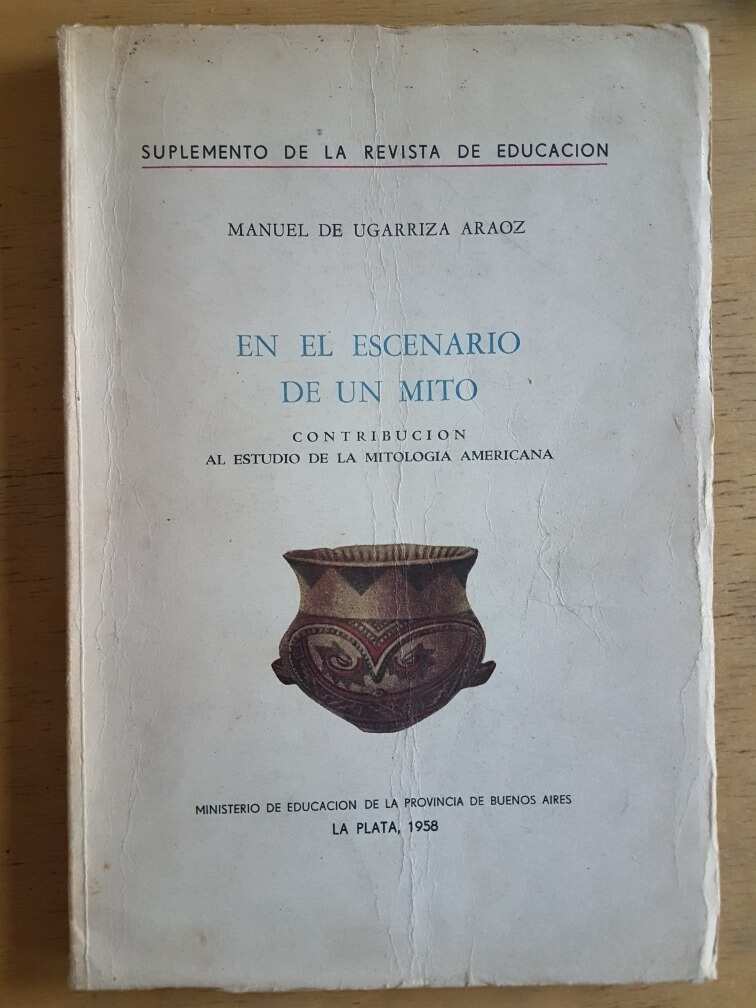 SUPLEMENTO DE LA REVISTA DE EDUCACION
MANUEL DE UGARRIZA ARAOZ
EN EL ESCENARIO
DE UN MITO
CONTRIBUCION
AL ESTUDIO DE LA MITOLOGIA AMERICANA
MINISTERIO DE EDUCACION DE LA PROVINCIA DE BUENOS AIRES
LA PLATA, 1958